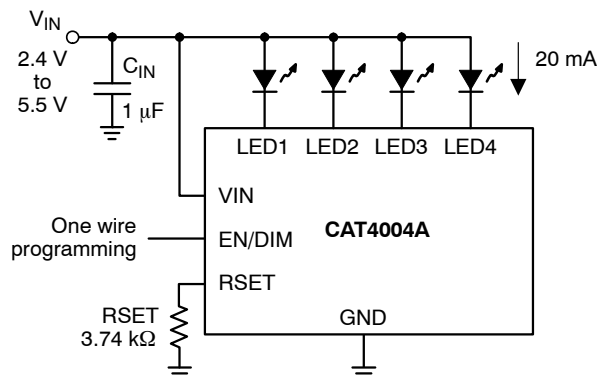 VIN
2.4 V
to
5.5 V
CIN
1 μF
20 mA
LED1 LED2 LED3 LED4
VIN
CAT4004A
One wire
programming
EN/DIM
RSET
RSET
3.74 kΩ
GND